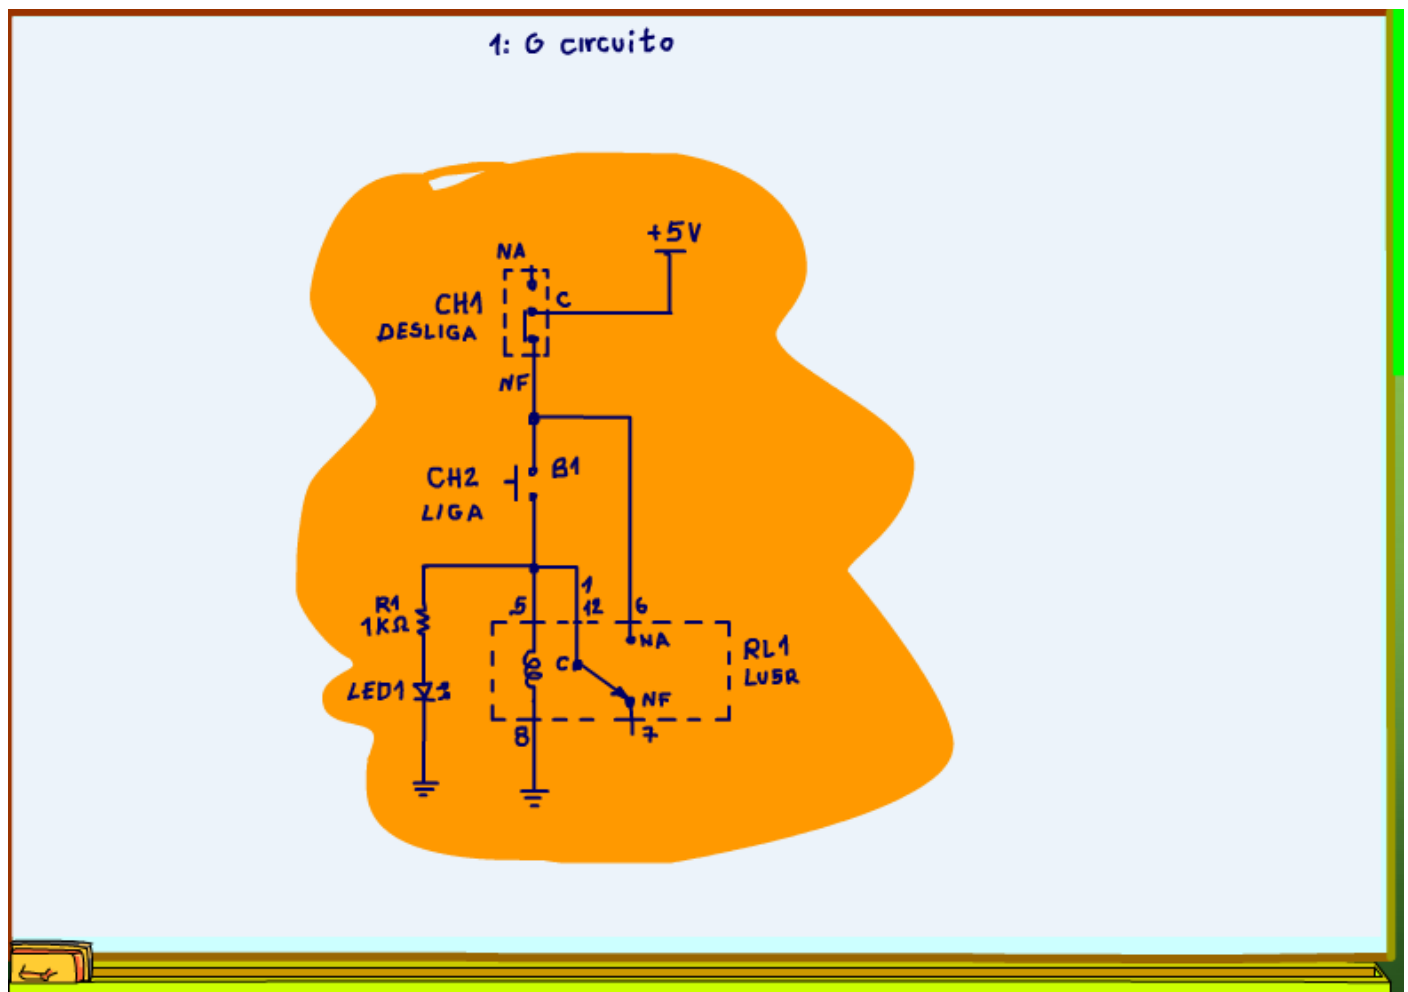 1: O circuito
+5V
NA
C
CH1
DESLIGA
NF
CH2
B1
LIGA
R1
1KΩ
5
1
12
6
NA
RL1
LU5R
C
LED1
NF
8
7